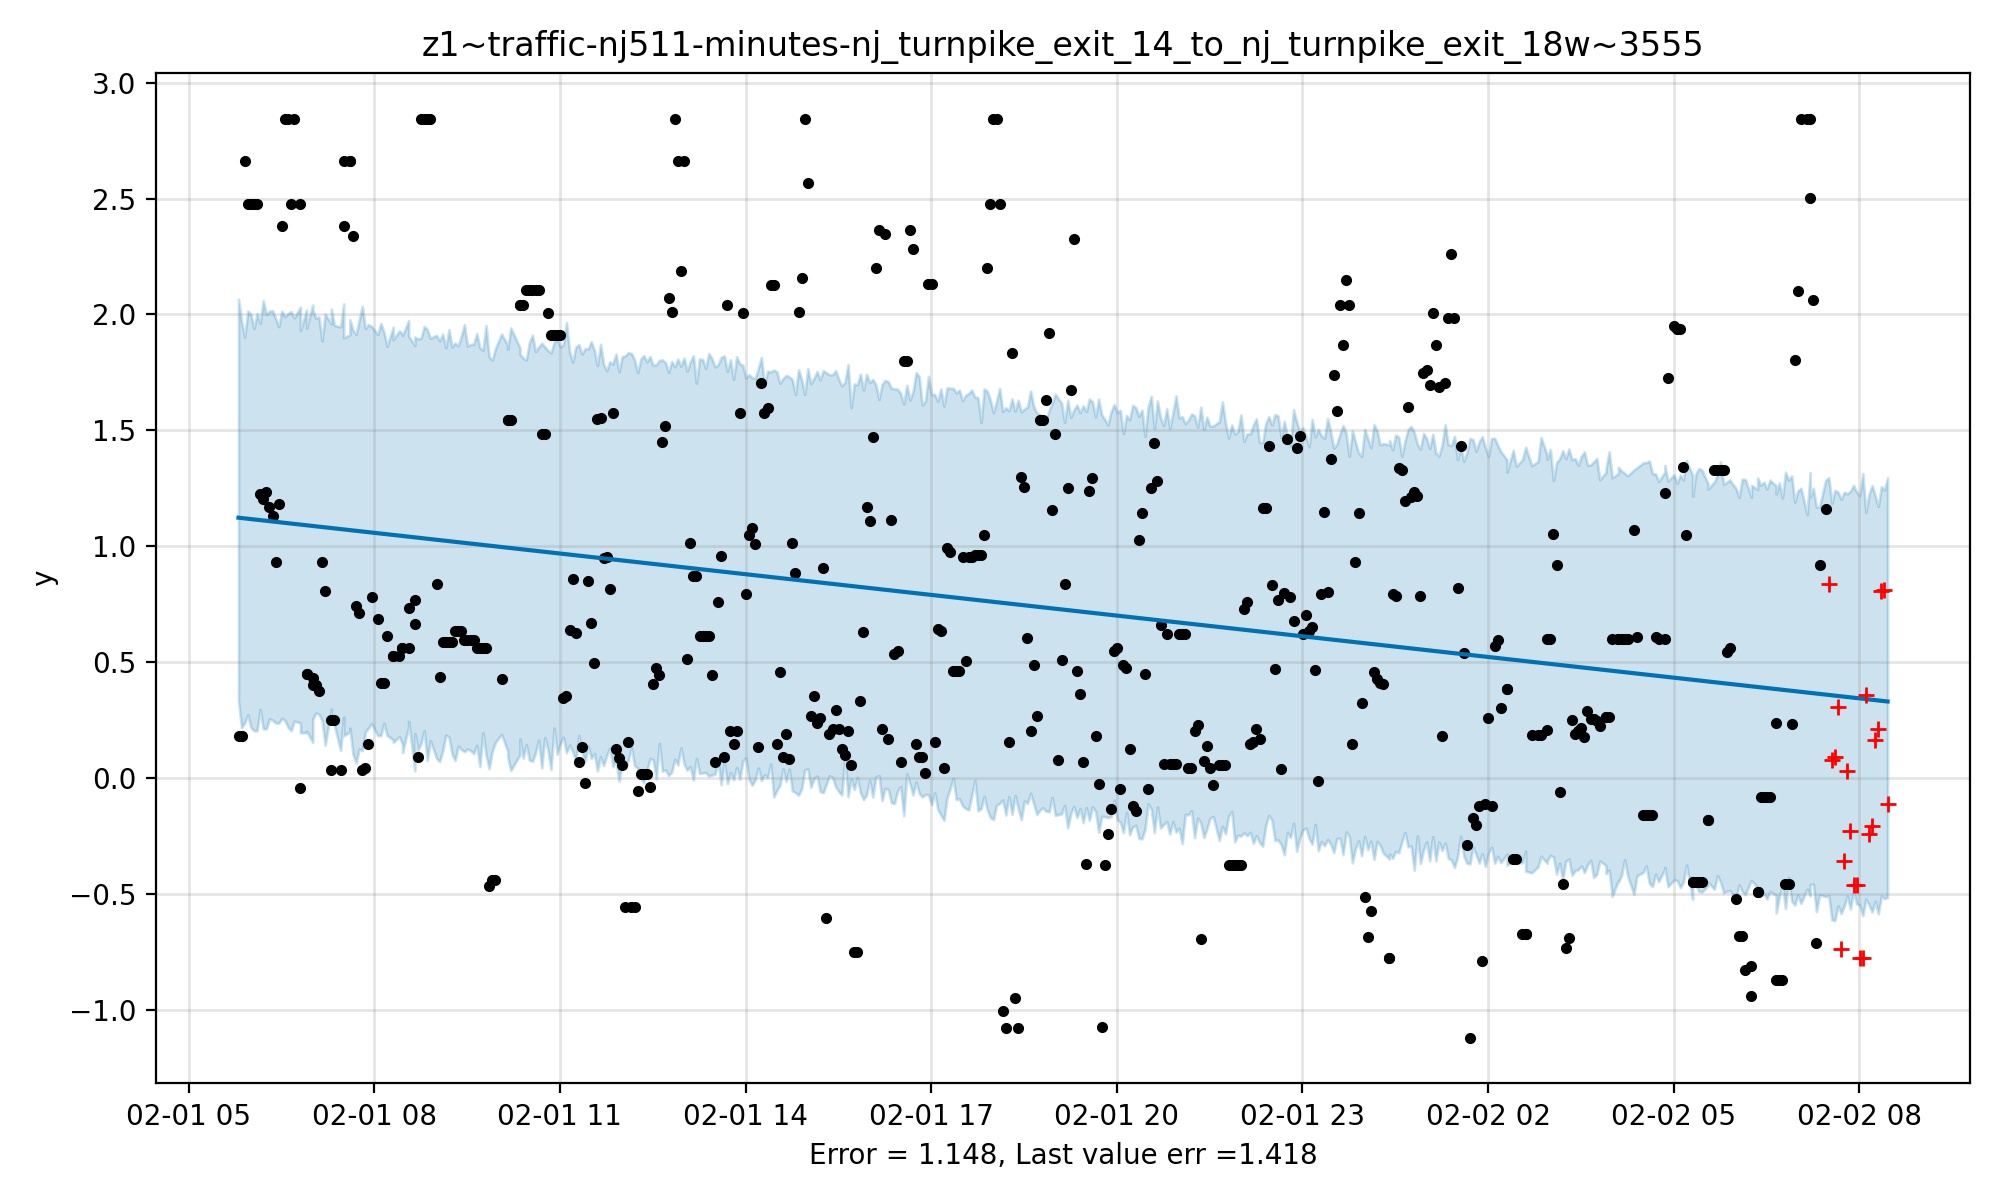 z1~traffic-nj511-minutes-nj_turnpike_exit_14_to_nj_turnpike_exit_18w~3555
3.0
2.5
2.0
1.5
1.0
0.5
0.0
−0.5
−1.0
y
02-01 05 02-01 08 02-01 11 02-01 14 02-01 17 02-01 20 02-01 23 02-02 02 02-02 05 02-02 08
Error = 1.148, Last value err =1.418